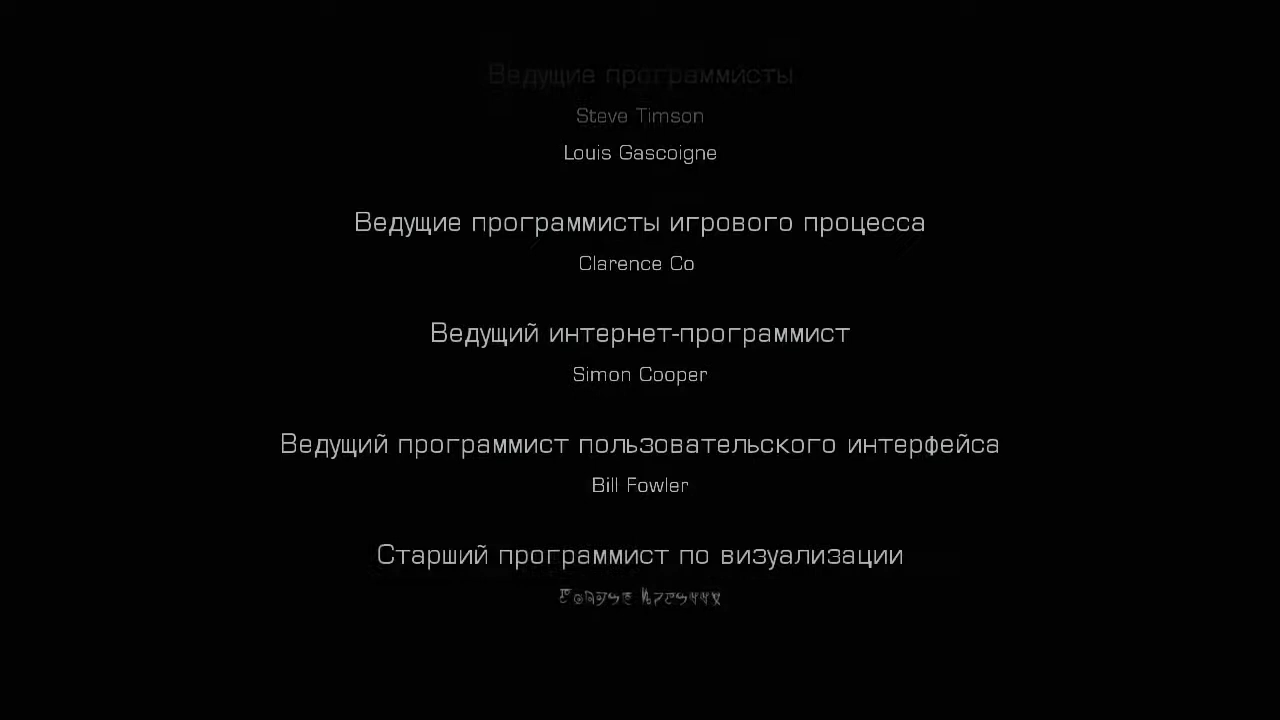 Ведущие программисты
Steve Timson
Louis Gascoigne
Ведущие программисты игрового процесса
Clarence Co
Ведущий интернет-программист
Simon Cooper
Ведущий программист пользовательского интерфейса
Bill Fowler
Старший программист по визуализации